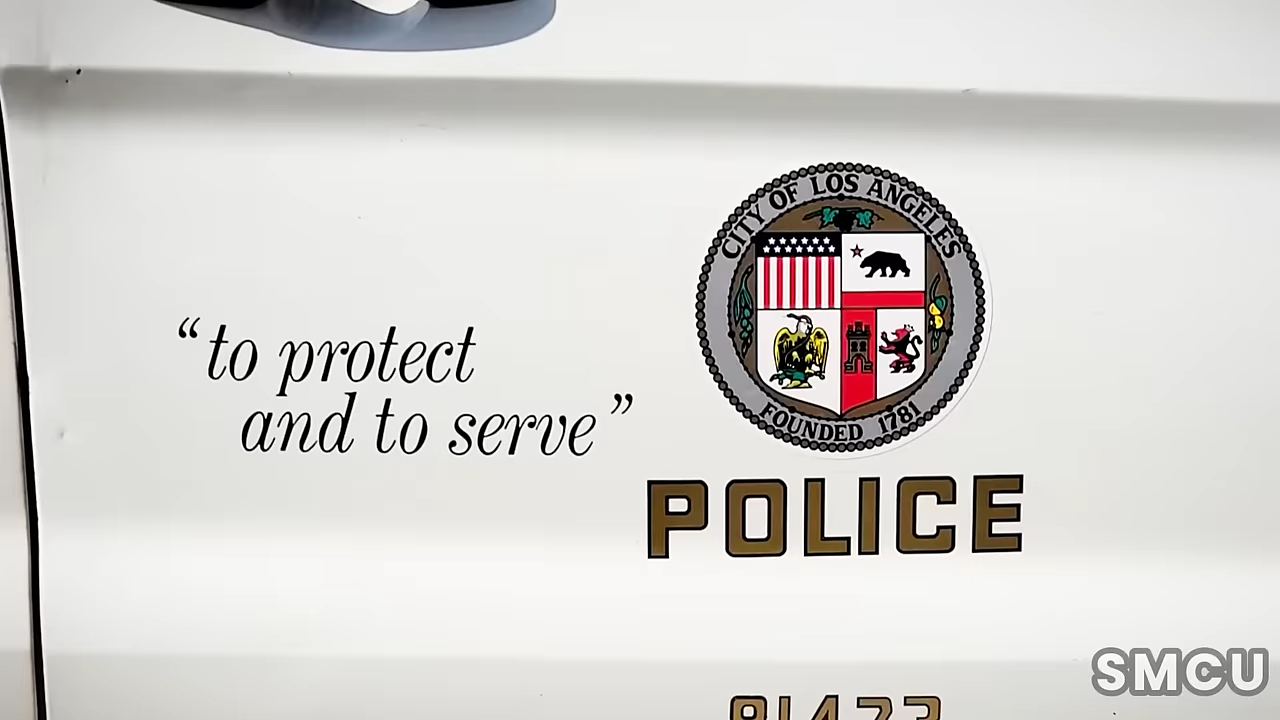 CITY OF LOS ANGELES
FOUNDED 1781
“to protect
and to serve”
POLICE
SMCU